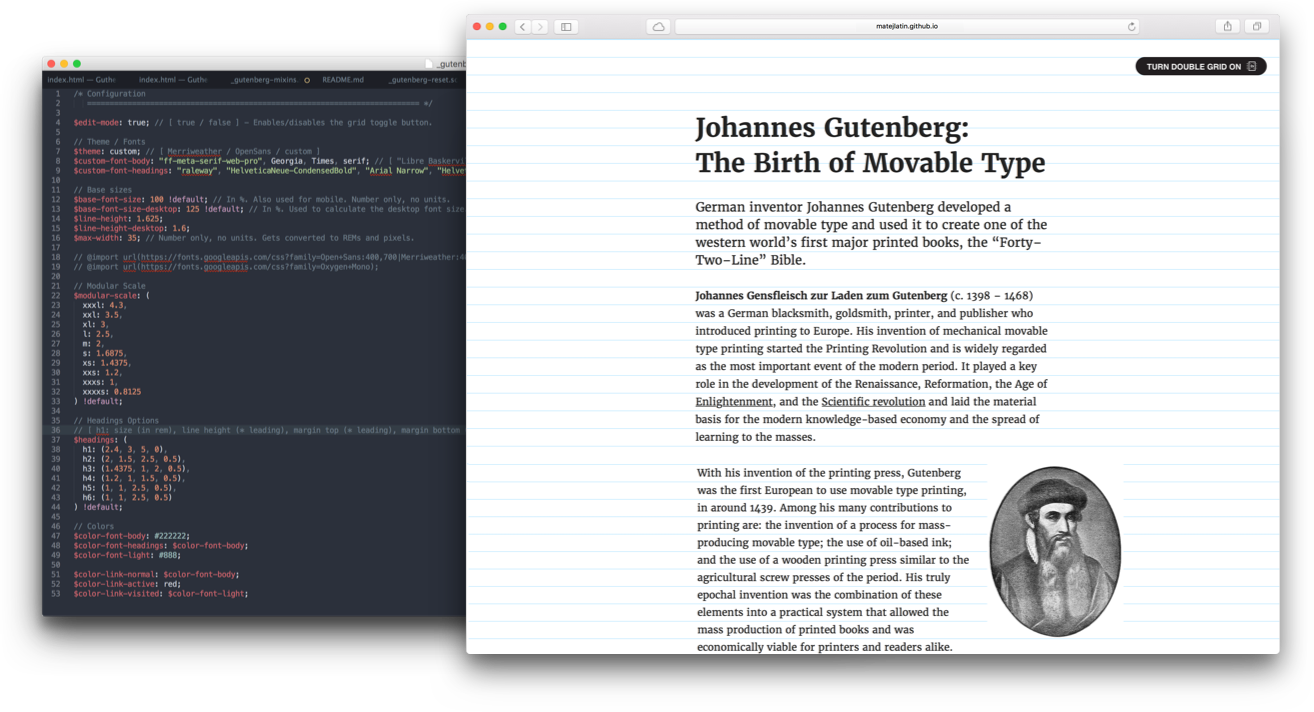 _gutenb
index.html — Guth
index.html — Guth
_gutenberg-mixins
README.md
_gutenberg-reset.s
1 /* Configuration
2 ============================================================================ */
3
4 $edit-mode: true; // [ true / false ] - Enables/disables the grid toggle button.
5
6 // Theme / Fonts
7 $theme: custom; // [ Merriweather / OpenSans / custom ]
8 $custom-font-body: "ff-meta-serif-web-pro", Georgia, Times, serif; // [ "Libre Baskervi
9 $custom-font-headings: "raleway", "HelveticaNeue-CondensedBold", "Arial Narrow", "Helve
10
11 // Base sizes
12 $base-font-size: 100 !default; // In %. Also used for mobile. Number only, no units.
13 $base-font-size-desktop: 125 !default; // In %. Used to calculate the desktop font size
14 $line-height: 1.625;
15 $line-height-desktop: 1.6;
16 $max-width: 35; // Number only, no units. Gets converted to REMs and pixels.
17
18 // @import url(https://fonts.googleapis.com/css?family=Open+Sans:400,700|Merriweather:4
19 // @import url(https://fonts.googleapis.com/css?family=Oxygen+Mono);
20
21 // Modular Scale
22 $modular-scale: (
23 xxxl: 4.3,
24 xxl: 3.5,
25 xl: 3,
26 l: 2.5,
27 m: 2,
28 s: 1.6875,
29 xs: 1.4375,
30 xxs: 1.2,
31 xxxs: 1,
32 xxxxs: 0.8125
33 ) !default;
34
35 // Headings Options
36 // [ h1: size (in rem), line height (* leading), margin top (* leading), margin bottom
37 $headings: (
38 h1: (2.4, 3, 5, 0),
39 h2: (2, 1.5, 2.5, 0.5),
40 h3: (1.4375, 1, 2, 0.5),
41 h4: (1.2, 1, 1.5, 0.5),
42 h5: (1, 1, 2.5, 0.5),
43 h6: (1, 1, 2.5, 0.5)
44 ) !default;
45
46 // Colors
47 $color-font-body: #222222;
48 $color-font-headings: $color-font-body;
49 $color-font-light: #888;
50
51 $color-link-normal: $color-font-body;
52 $color-link-active: red;
53 $color-link-visited: $color-font-light;
matejlatin.github.io
TURN DOUBLE GRID ON
Johannes Gutenberg:
The Birth of Movable Type
German inventor Johannes Gutenberg developed a
method of movable type and used it to create one of the
western world’s first major printed books, the “Forty–
Two–Line” Bible.
Johannes Gensfleisch zur Laden zum Gutenberg (c. 1398 – 1468)
was a German blacksmith, goldsmith, printer, and publisher who
introduced printing to Europe. His invention of mechanical movable
type printing started the Printing Revolution and is widely regarded
as the most important event of the modern period. It played a key
role in the development of the Renaissance, Reformation, the Age of
Enlightenment, and the Scientific revolution and laid the material
basis for the modern knowledge-based economy and the spread of
learning to the masses.
With his invention of the printing press, Gutenberg
was the first European to use movable type printing,
in around 1439. Among his many contributions to
printing are: the invention of a process for mass-
producing movable type; the use of oil-based ink;
and the use of a wooden printing press similar to the
agricultural screw presses of the period. His truly
epochal invention was the combination of these
elements into a practical system that allowed the
mass production of printed books and was
economically viable for printers and readers alike.